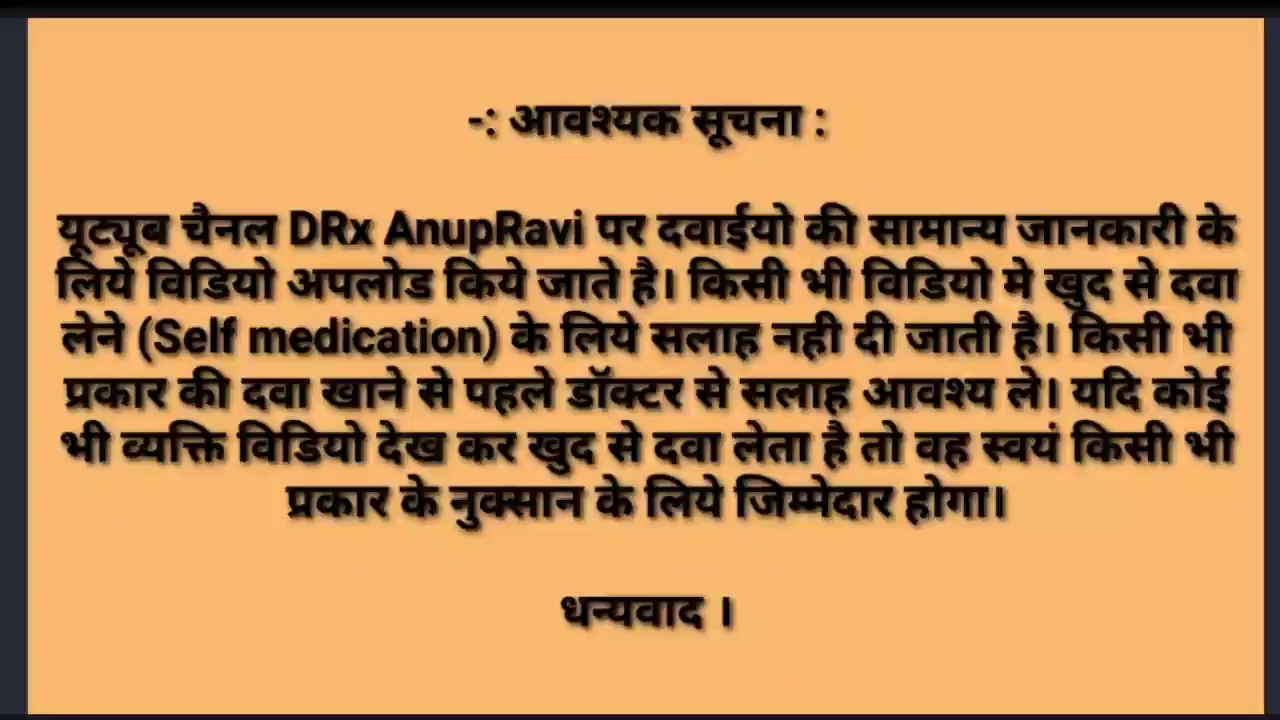 -: आवश्यक सूचना :
यूट्यूब चैनल DRx AnupRavi पर दवाईयो की सामान्य जानकारी के
लिये विडियो अपलोड किये जाते है। किसी भी विडियो मे खुद से दवा
लेने (Self medication) के लिये सलाह नही दी जाती है। किसी भी
प्रकार की दवा खाने से पहले डॉक्टर से सलाह आवश्य ले। यदि कोई
भी व्यक्ति विडियो देख कर खुद से दवा लेता है तो वह स्वयं किसी भी
प्रकार के नुक्सान के लिये जिम्मेदार होगा।
धन्यवाद ।